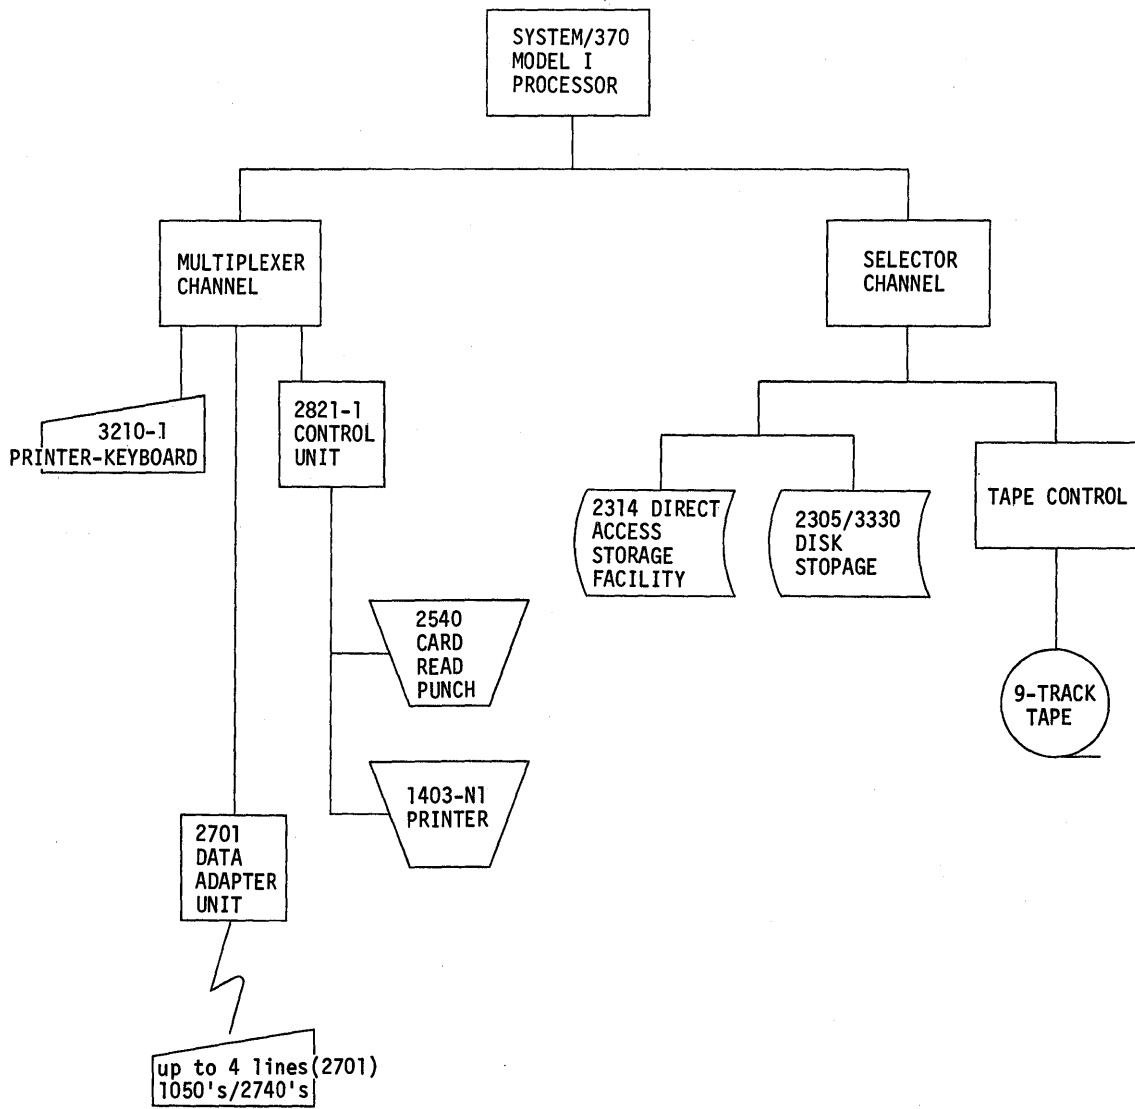 SYSTEM/370
MODEL I
PROCESSOR
MULTIPLEXER
CHANNEL
SELECTOR
CHANNEL
3210-1
PRINTER-KEYBOARD
2821-1
CONTROL
UNIT
2314 DIRECT
ACCESS
STORAGE
FACILITY
2305/3330
DISK
STOPAGE
TAPE CONTROL
2540
CARD
READ
PUNCH
9-TRACK
TAPE
1403-N1
PRINTER
2701
DATA
ADAPTER
UNIT
up to 4 lines(2701)
1050's/2740's